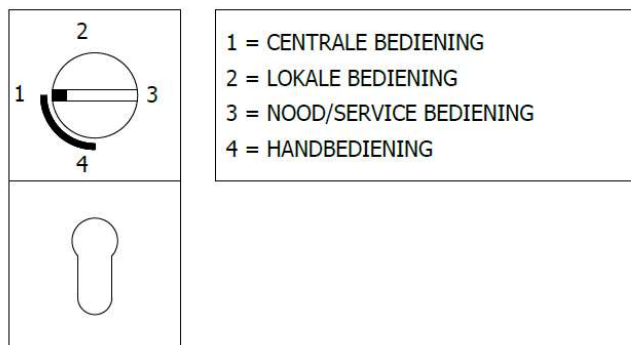 2
1
3
4
1 = CENTRALE BEDIENING
2 = LOKALE BEDIENING
3 = NOOD/SERVICE BEDIENING
4 = HANDBEDIENING